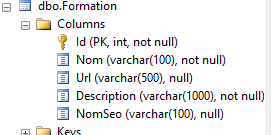 dbo.Formation
Columns
Id (PK, int, not null)
Nom (varchar(100), not null)
Url (varchar(500), null)
Description (varchar(1000), not null)
NomSeo (varchar(100), null)
Keys